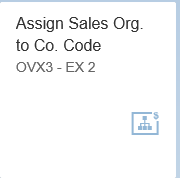 Assign Sales Org.
to Co. Code
OVX3 - EX 2
$